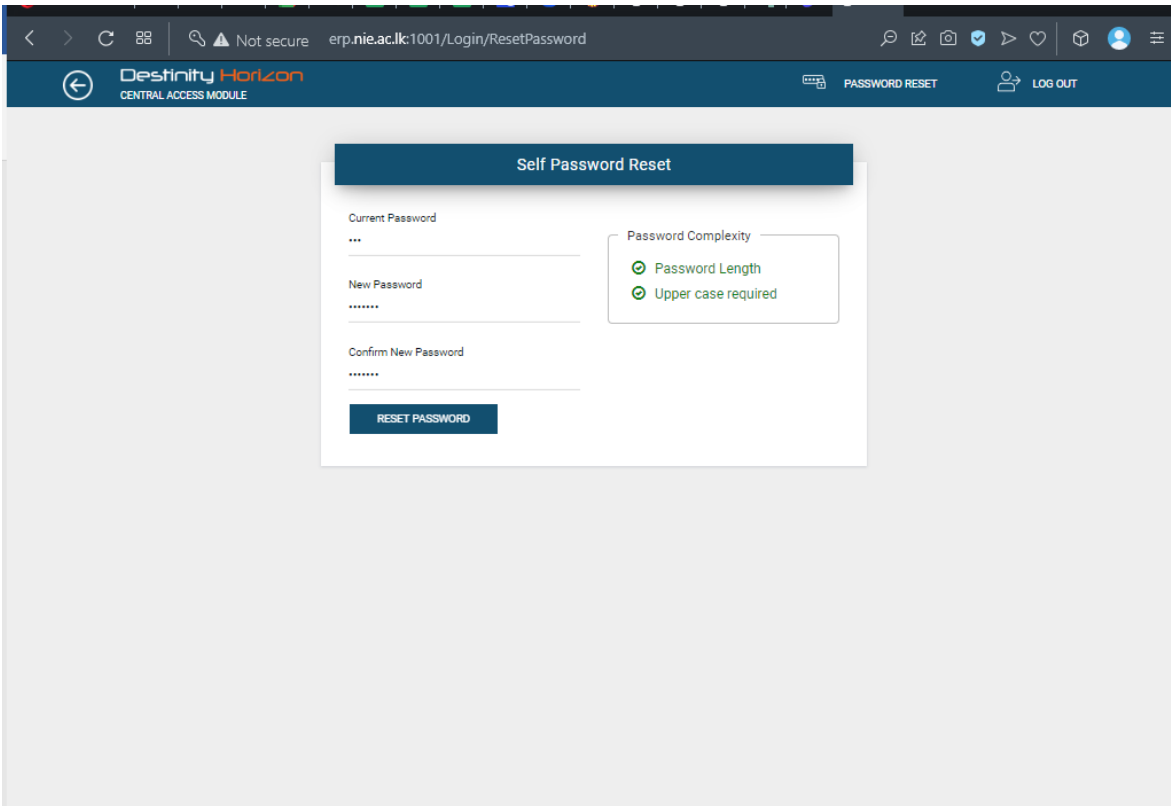 Not secure erp.nie.ac.lk:1001/Login/ResetPassword
Destinity Horizon
CENTRAL ACCESS MODULE
PASSWORD RESET
LOG OUT
Self Password Reset
Current Password
•••
New Password
•••••••
Confirm New Password
•••••••
RESET PASSWORD
Password Complexity
Password Length
Upper case required